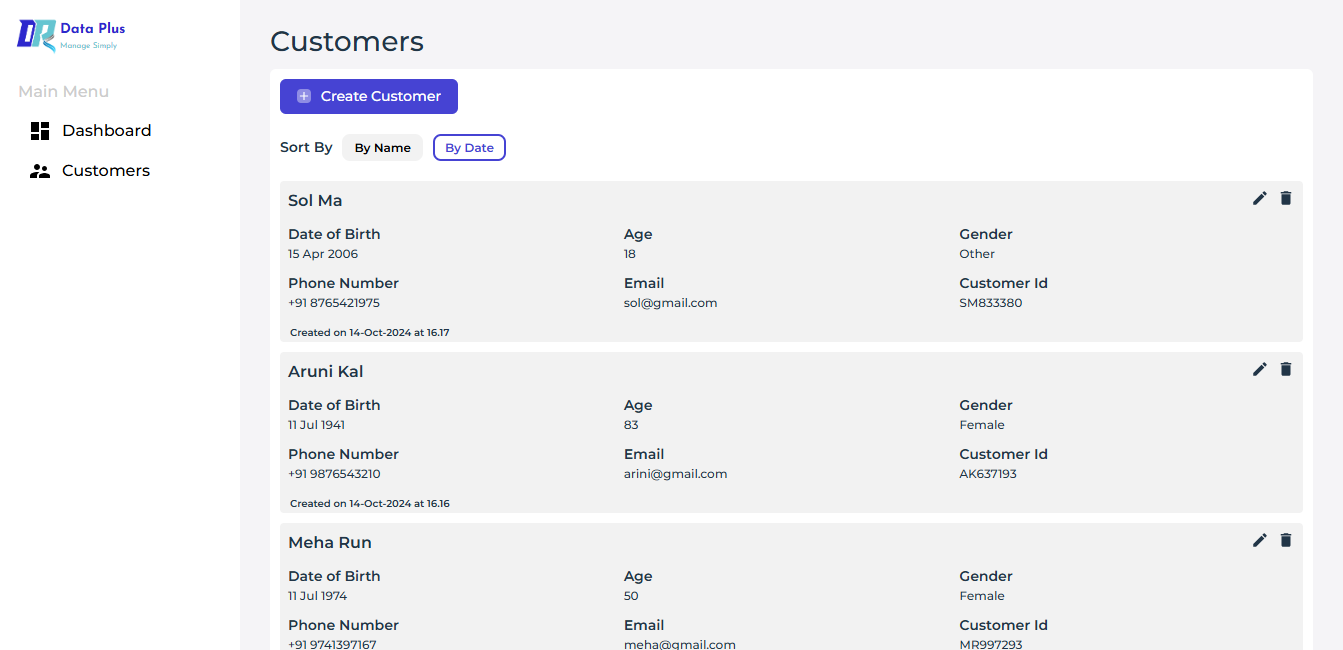 Data Plus
Manage Simply
Main Menu
Dashboard
Customers
Customers
Create Customer
Sort By By Name By Date
Sol Ma
Date of Birth Age Gender
15 Apr 2006 18 Other
Phone Number Email Customer Id
+91 8765421975 sol@gmail.com SM833380
Created on 14-Oct-2024 at 16.17
Aruni Kal
Date of Birth Age Gender
11 Jul 1941 83 Female
Phone Number Email Customer Id
+91 9876543210 arini@gmail.com AK637193
Created on 14-Oct-2024 at 16.16
Meha Run
Date of Birth Age Gender
11 Jul 1974 50 Female
Phone Number Email Customer Id
+91 9741397167 meha@gmail.com MR997293